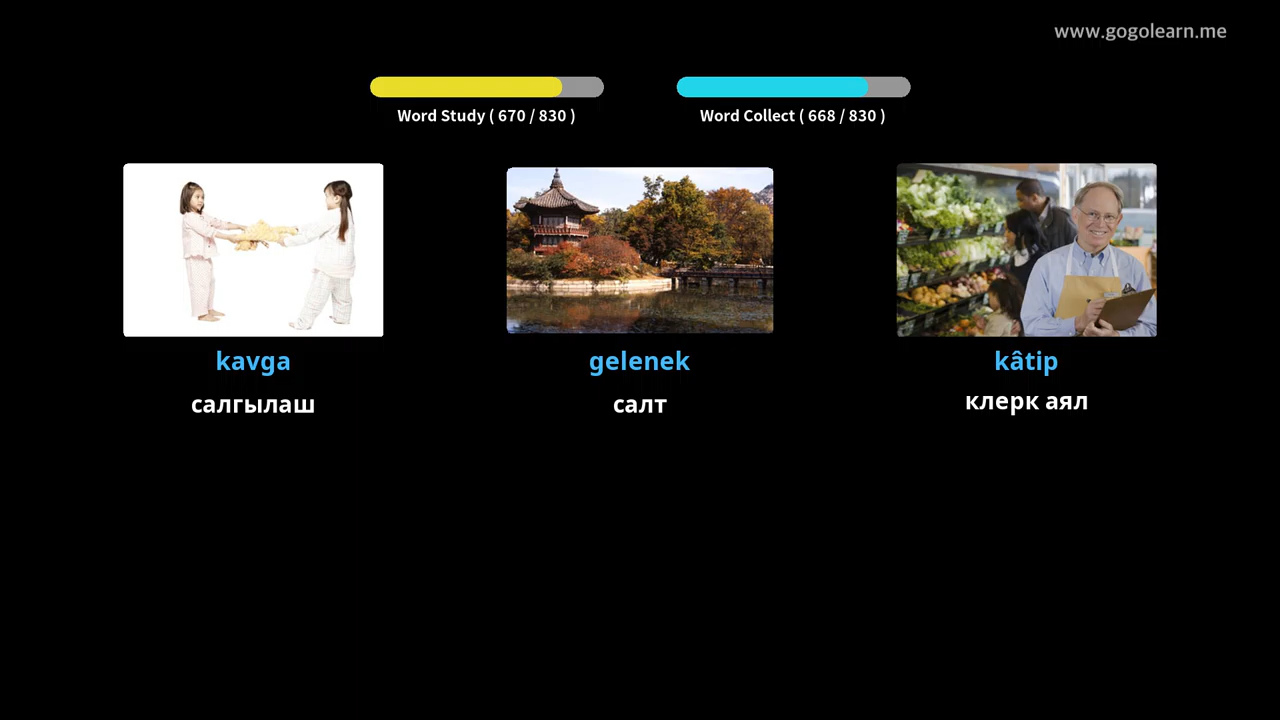 www.gogolearn.me
Word Study ( 670 / 830 )
Word Collect ( 668 / 830 )
kavga
gelenek
kâtip
салгылаш
салт
клерк аял